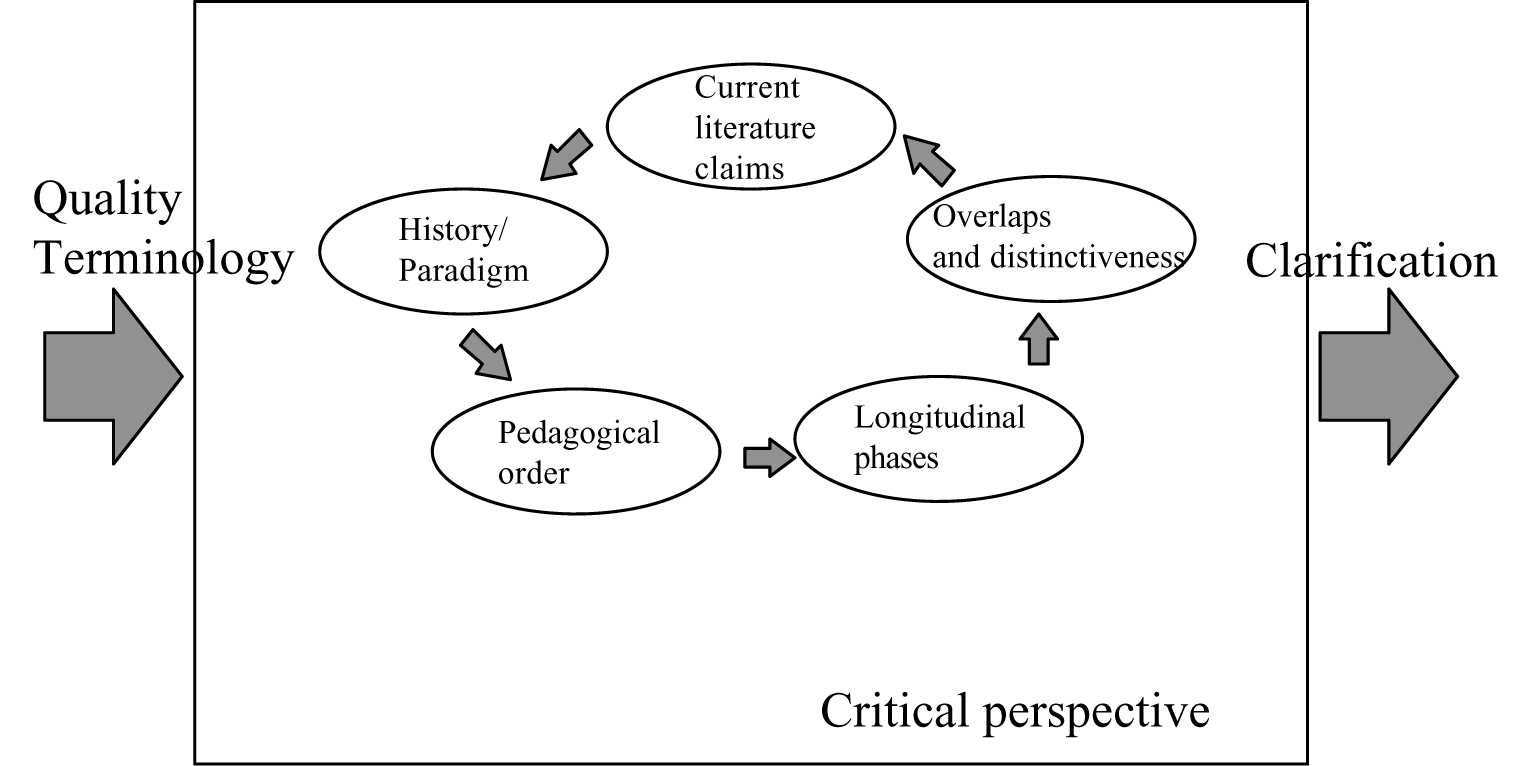 Quality
Terminology
Current
literature
claims
History/
Paradigm
Pedagogical
order
Longitudinal
phases
Overlaps
and distinctiveness
Clarification
Critical perspective